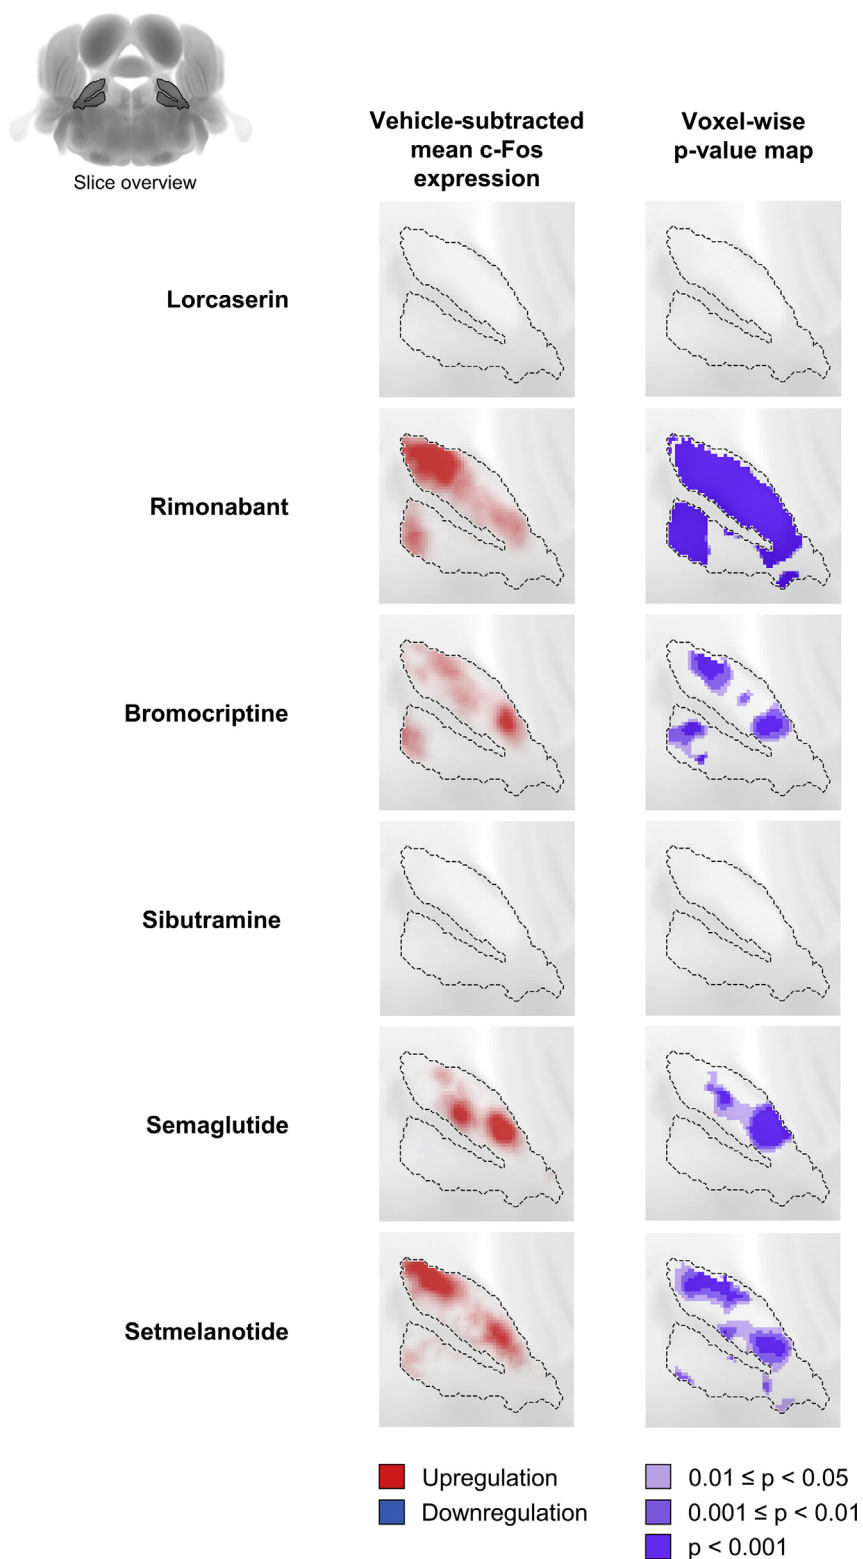 Slice overview
Vehicle-subtracted
mean c-Fos
expression
Voxel-wise
p-value map
Lorcaserin
Rimonabant
Bromocriptine
Sibutramine
Semaglutide
Setmelanotide
Upregulation
Downregulation
0.01 ≤ p < 0.05
0.001 ≤ p < 0.01
p < 0.001